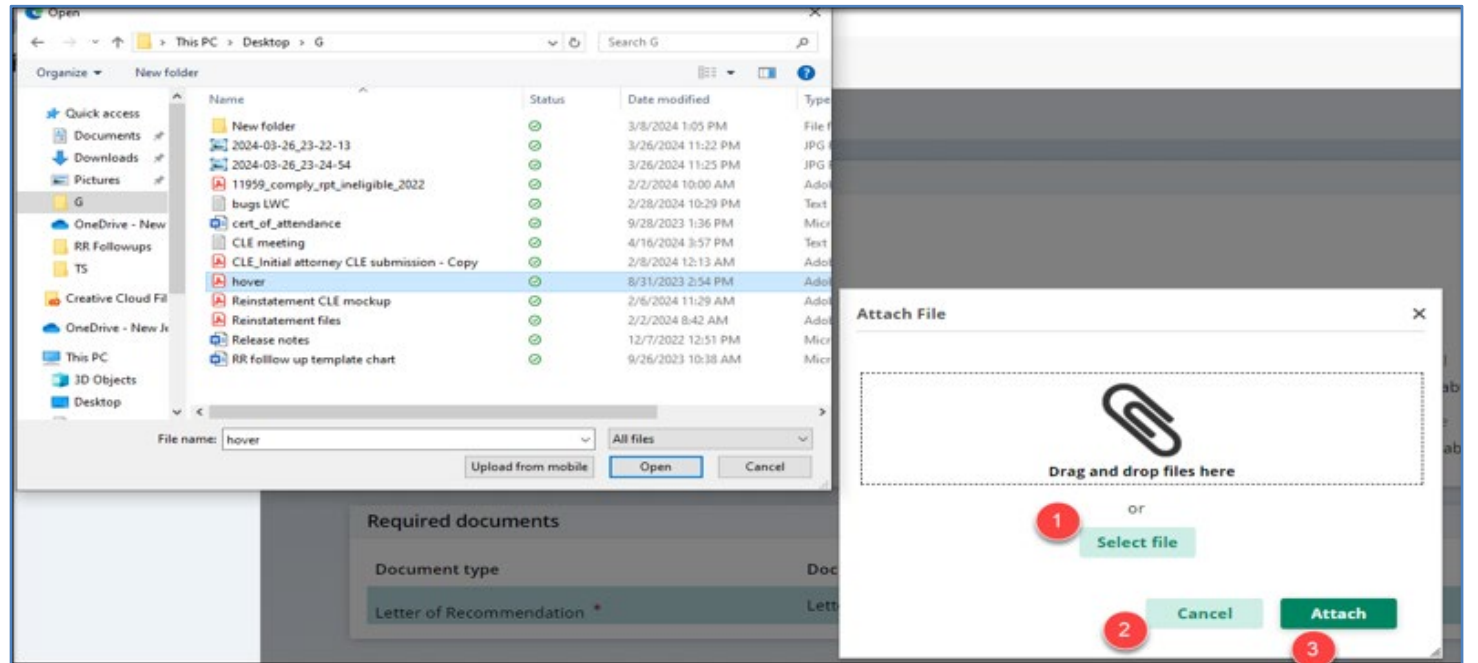 Open
This PC > Desktop > G
Search G
Organize
New folder
Name Status Date modified Type
Quick access
Documents
Downloads
Pictures
G
OneDrive - New
RR Followups
TS
Creative Cloud Fil
OneDrive - New Je
This PC
3D Objects
Desktop
New folder 3/8/2024 1:05 PM File f
2024-03-26_23-22-13 3/26/2024 11:22 PM JPG
2024-03-26_23-24-54 3/26/2024 11:25 PM JPG
11959_comply_rpt_ineligible_2022 2/2/2024 10:00 AM Adol
bugs LWC 2/28/2024 10:29 PM Text
cert_of_attendance 9/28/2023 1:36 PM Micr
CLE meeting 4/16/2024 3:57 PM Text
CLE_Initial attorney CLE submission - Copy 2/8/2024 12:13 AM Adol
hover 8/31/2023 2:54 PM Adol
Reinstatement CLE mockup 2/6/2024 11:29 AM Adol
Reinstatement files 2/2/2024 8:42 AM Adol
Release notes 12/7/2022 12:51 PM Micr
RR folllow up template chart 9/26/2023 10:38 AM Micr
File name: hover All files
Upload from mobile Open Cancel
Attach File
Drag and drop files here
or
1
Select file
Cancel Attach
2
3
Required documents
Document type Doc
Letter of Recommendation * Lett
ab
ab